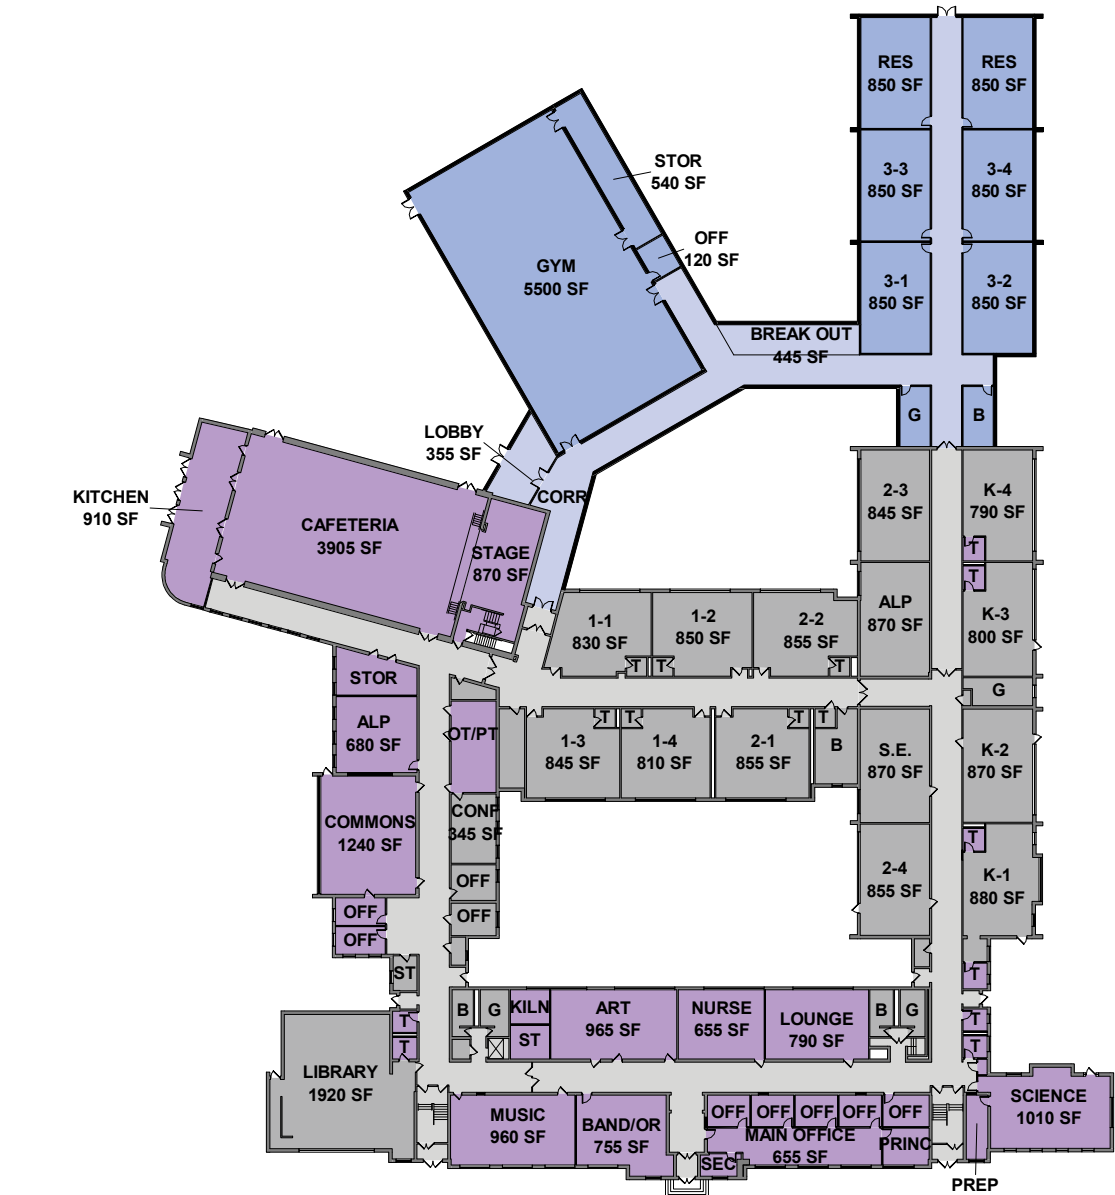 RES
850 SF
RES
850 SF
STOR
540 SF
3-3
850 SF
3-4
850 SF
OFF
120 SF
GYM
5500 SF
3-1
850 SF
3-2
850 SF
BREAK OUT
445 SF
G
B
LOBBY
355 SF
KITCHEN
910 SF
CAFETERIA
3905 SF
CORR
STAGE
870 SF
2-3
845 SF
K-4
790 SF
T
T
1-1
830 SF
1-2
850 SF
2-2
855 SF
ALP
870 SF
K-3
800 SF
T
T
T
STOR
G
ALP
680 SF
OT/PT
1-3
845 SF
T
T
1-4
810 SF
2-1
855 SF
T
T
B
S.E.
870 SF
K-2
870 SF
COMMONS
1240 SF
CONF
345 SF
T
OFF
OFF
2-4
855 SF
K-1
880 SF
OFF
OFF
ST
T
B
G
KILN
ST
ART
965 SF
NURSE
655 SF
LOUNGE
790 SF
B
G
T
T
T
T
LIBRARY
1920 SF
MUSIC
960 SF
BAND/OR
755 SF
OFF
OFF
OFF
OFF
OFF
MAIN OFFICE
655 SF
PRINC
SEC
SCIENCE
1010 SF
PREP